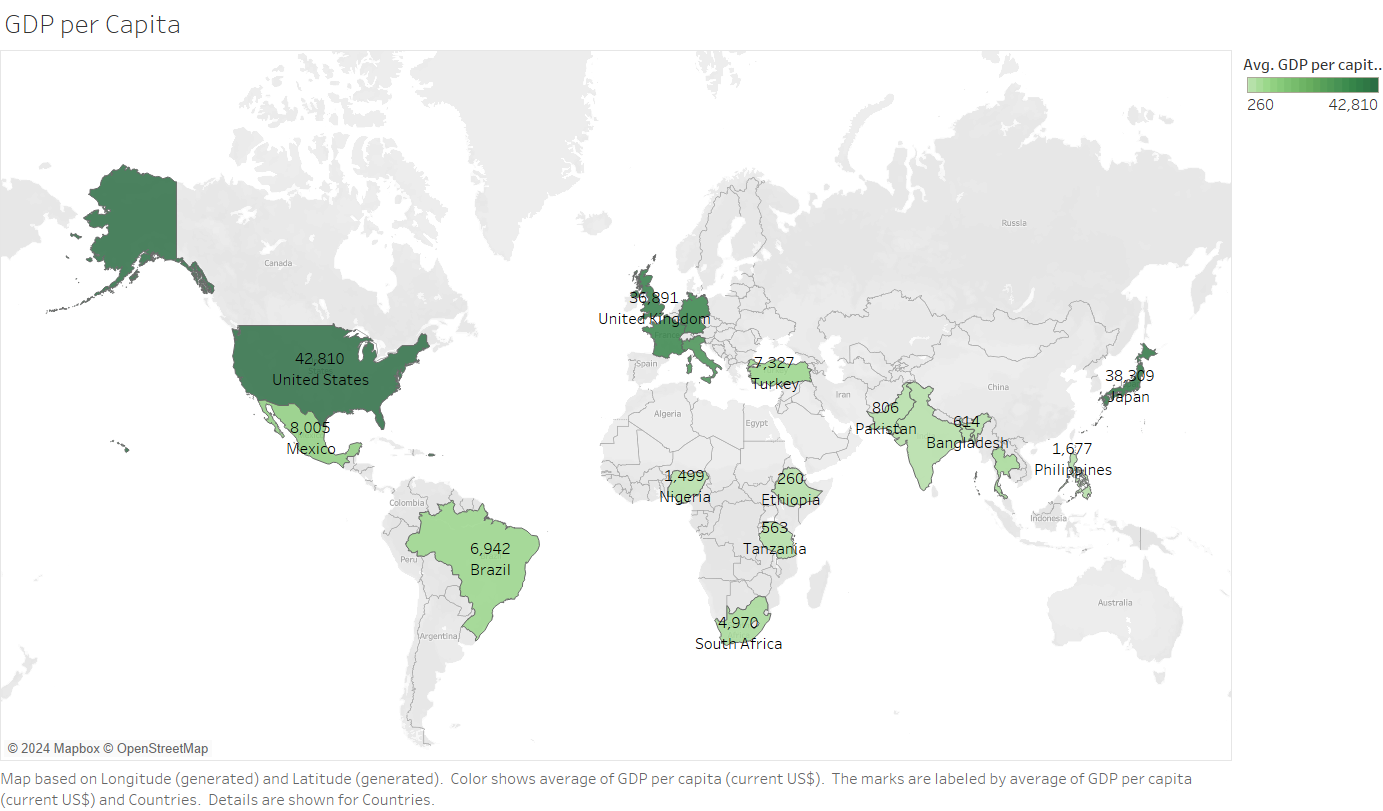 GDP per Capita
Avg. GDP per capit..
260
42,810
Russia
Canada
36,891
United Kingdom
42,810
United States
Spain
7,327
Turkey
China
38,309
Japan
Iran
806
Pakistan
614
Bangladesh
8,005
Mexico
Algeria
Egypt
1,677
Philippines
1,499
Nigeria
260
Ethiopia
Colombia
Indonesia
563
Tanzania
6,942
Brazil
Peru
Australia
4,970
South Africa
Argentina
© 2024 Mapbox © OpenStreetMap
Map based on Longitude (generated) and Latitude (generated).  Color shows average of GDP per capita (current US$).  The marks are labeled by average of GDP per capita
(current US$) and Countries.  Details are shown for Countries.